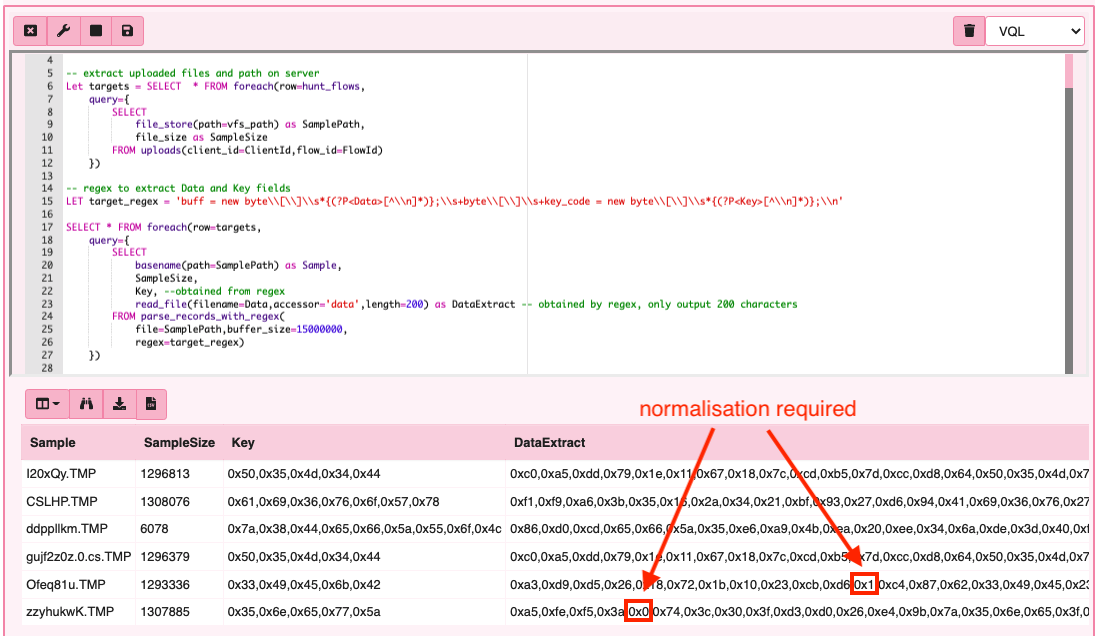 VQL
4
5 -- extract uploaded files and path on server
6 Let targets = SELECT * FROM foreach(row=hunt_flows,
7 query={
8 SELECT
9 file_store(path=vfs_path) as SamplePath,
10 file_size as SampleSize
11 FROM uploads(client_id=ClientId,flow_id=FlowId)
12 })
13
14 -- regex to extract Data and Key fields
15 LET target_regex = 'buff = new byte\\[\\]\\s*{(?P<Data>[^\\n]*)};\\s+byte\\[\\]\\s+key_code = new byte\\[\\]\\s*{(?P<Key>[^\\n]*)};\\n'
16
17 SELECT * FROM foreach(row=targets,
18 query={
19 SELECT
20 basename(path=SamplePath) as Sample,
21 SampleSize,
22 Key, --obtained from regex
23 read_file(filename=Data,accessor='data',length=200) as DataExtract -- obtained by regex, only output 200 characters
24 FROM parse_records_with_regex(
25 file=SamplePath,buffer_size=15000000,
26 regex=target_regex)
27 })
28
normalisation required
Sample SampleSize Key DataExtract
I20xQy.TMP 1296813 0x50,0x35,0x4d,0x34,0x44 0xc0,0xa5,0xdd,0x79,0x1e,0x11,0x67,0x18,0x7c,0xcd,0xb5,0x7d,0xcc,0xd8,0x64,0x50,0x35,0x4d,0x7
CSLHP.TMP 1308076 0x61,0x69,0x36,0x76,0x6f,0x57,0x78 0xf1,0xf9,0xa6,0x3b,0x35,0x16,0x2a,0x34,0x21,0xbf,0x93,0x27,0xd6,0x94,0x41,0x69,0x36,0x76,0x27
ddppllkm.TMP 6078 0x7a,0x38,0x44,0x65,0x66,0x5a,0x55,0x6f,0x4c 0x86,0xd0,0xcd,0x65,0x66,0x5a,0x35,0xe6,0xa9,0x4b,0xea,0x20,0xee,0x34,0x6a,0xde,0x3d,0x40,0xf
gujf2z0z.0.cs.TMP 1296379 0x50,0x35,0x4d,0x34,0x44 0xc0,0xa5,0xdd,0x79,0x1e,0x11,0x67,0x18,0x7c,0xcd,0xb5,0x7d,0xcc,0xd8,0x64,0x50,0x35,0x4d,0x7
Ofeq81u.TMP 1293336 0x33,0x49,0x45,0x6b,0x42 0xa3,0xd9,0xd5,0x26,0x18,0x72,0x1b,0x10,0x23,0xcb,0xd6,0x1,0xc4,0x87,0x62,0x33,0x49,0x45,0x23
zzyhukwK.TMP 1307885 0x35,0x6e,0x65,0x77,0x5a 0xa5,0xfe,0xf5,0x3a,0x0,0x74,0x3c,0x30,0x3f,0xd3,0xd0,0x26,0xe4,0x9b,0x7a,0x35,0x6e,0x65,0x3f,0